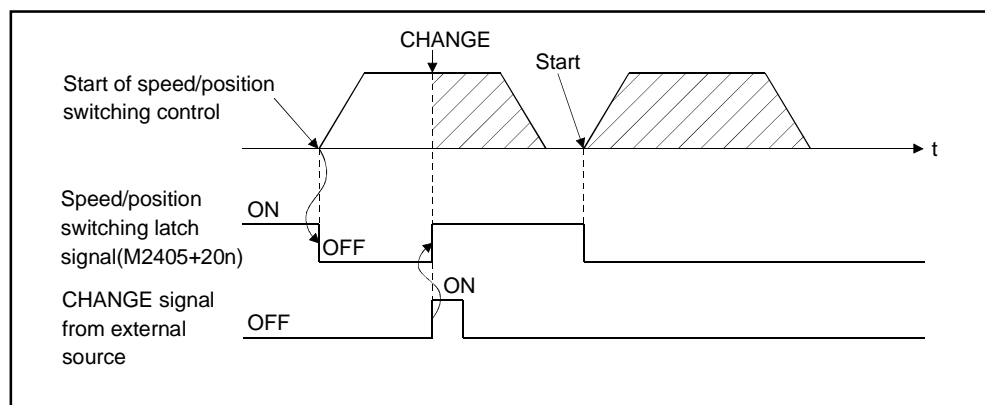 CHANGE
Start
Start of speed/position
switching control
t
Speed/position
switching latch
signal(M2405+20n)
ON
OFF
CHANGE signal
from external
source
OFF
ON